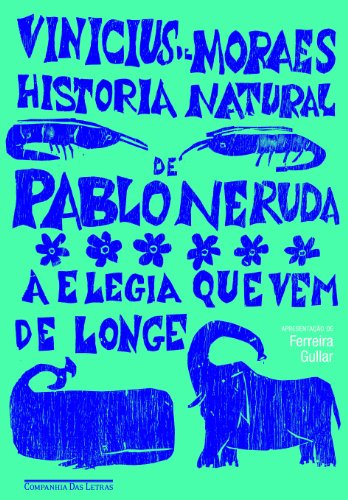 VINICIUS DE MORAES
HISTORIA NATURAL
DE
PABLO NERUDA
A ELEGIA QUE VEM
DE LONGE
APRESENTAÇÃO DE
Ferreira
Gullar
COMPANHIA DAS LETRAS